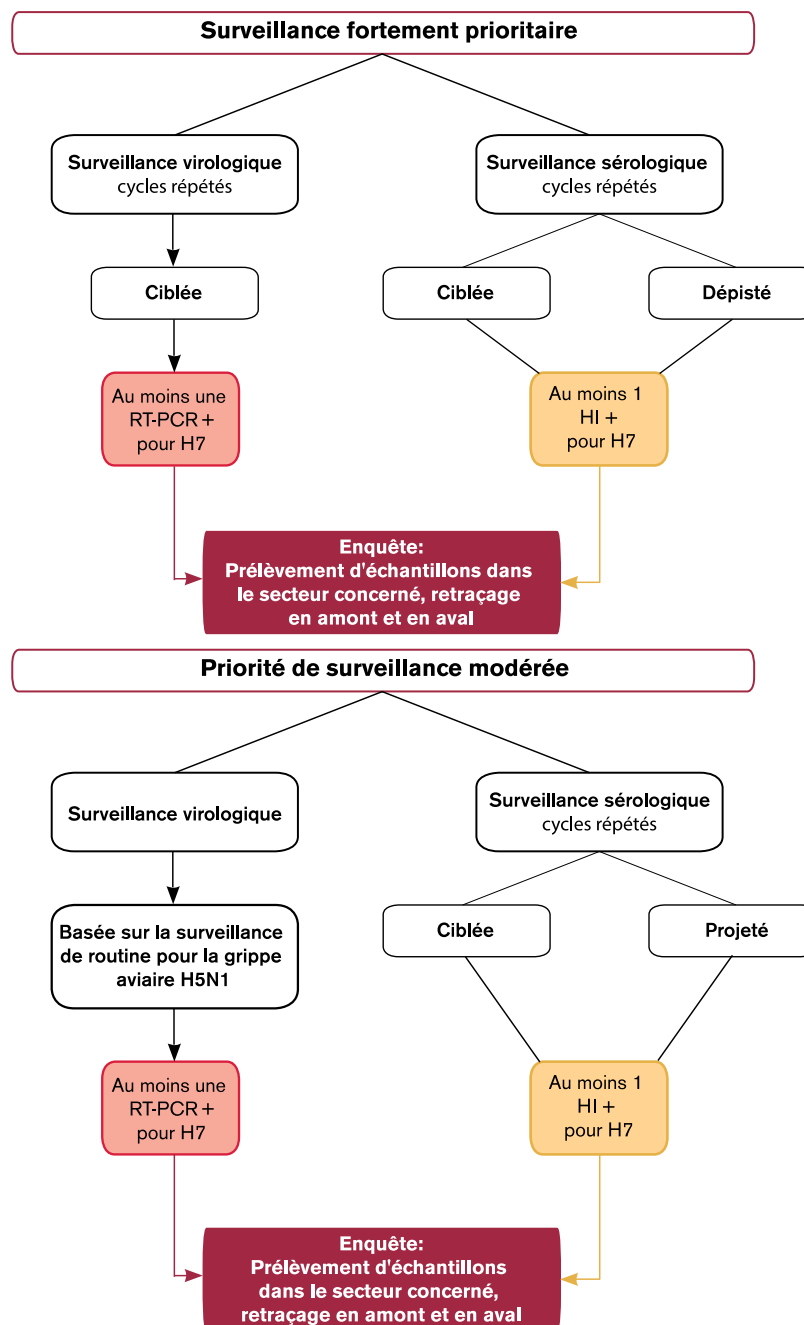 Surveillance fortement prioritaire
Surveillance virologique
cycles répétés
Surveillance sérologique
cycles répétés
Ciblée
Ciblée
Dépisté
Au moins une
RT-PCR +
pour H7
Au moins 1
HI +
pour H7
Enquête:
Prélèvement d'échantillons dans
le secteur concerné, retraçage
en amont et en aval
Priorité de surveillance modérée
Surveillance virologique
Surveillance sérologique
cycles répétés
Basée sur la surveillance
de routine pour la grippe
aviaire H5N1
Ciblée
Projeté
Au moins une
RT-PCR +
pour H7
Au moins 1
HI +
pour H7
Enquête:
Prélèvement d'échantillons
dans le secteur concerné,
retraçage en amont et en aval